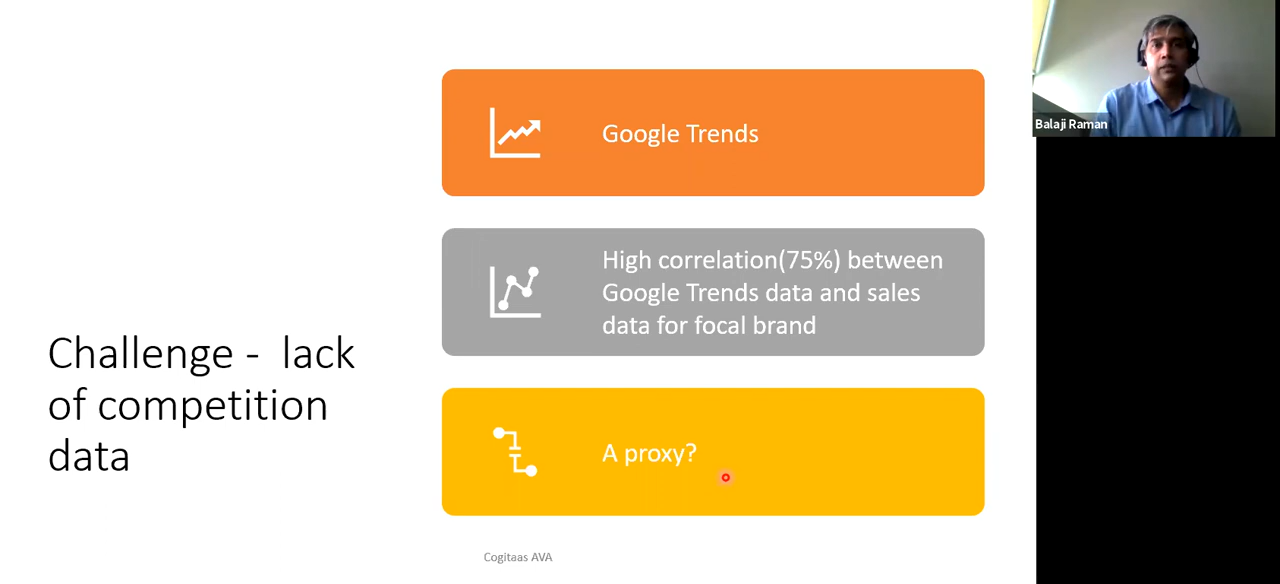 Challenge - lack
of competition
data
Google Trends
High correlation(75%) between
Google Trends data and sales
data for focal brand
A proxy?
Cogitaas AVA
Balaji Raman